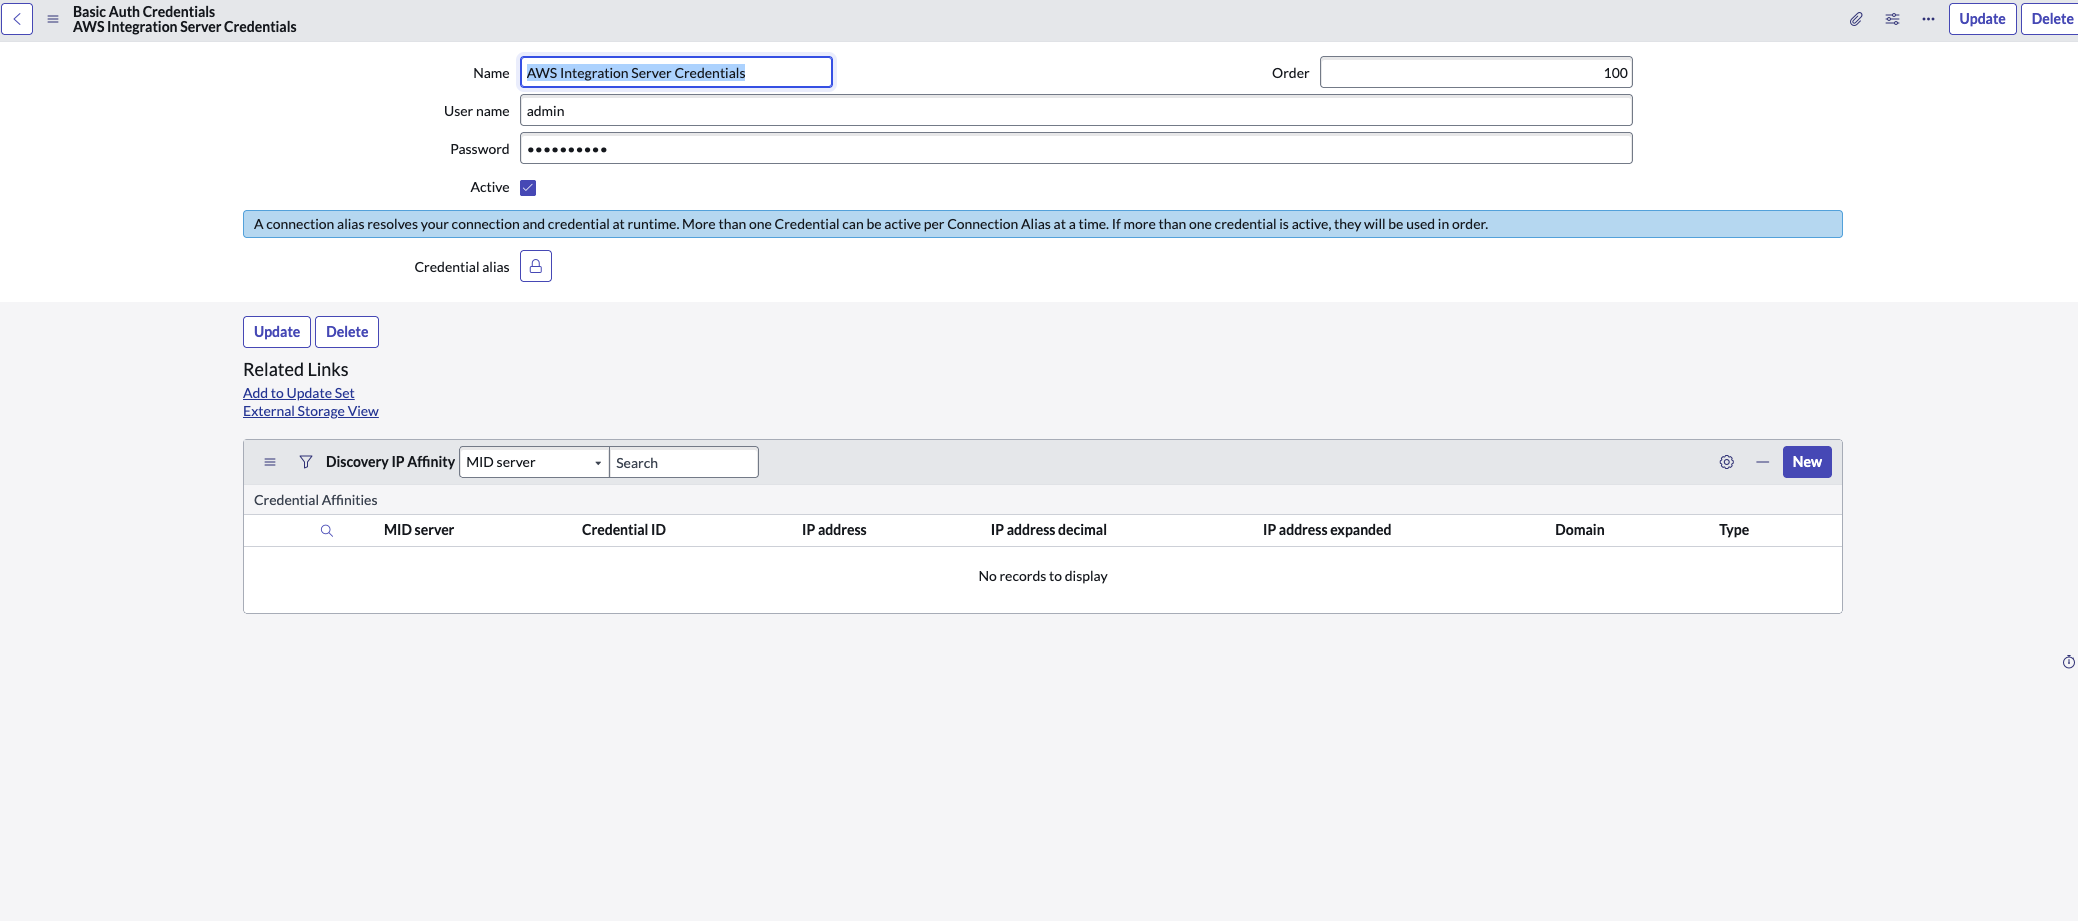 Basic Auth Credentials
AWS Integration Server Credentials
Update
Delete
Name
AWS Integration Server Credentials
Order
100
User name
admin
Password
••••••••••
Active
A connection alias resolves your connection and credential at runtime. More than one Credential can be active per Connection Alias at a time. If more than one credential is active, they will be used in order.
Credential alias
Update
Delete
Related Links
Add to Update Set
External Storage View
Discovery IP Affinity
MID server
Search
New
Credential Affinities
MID server
Credential ID
IP address
IP address decimal
IP address expanded
Domain
Type
No records to display